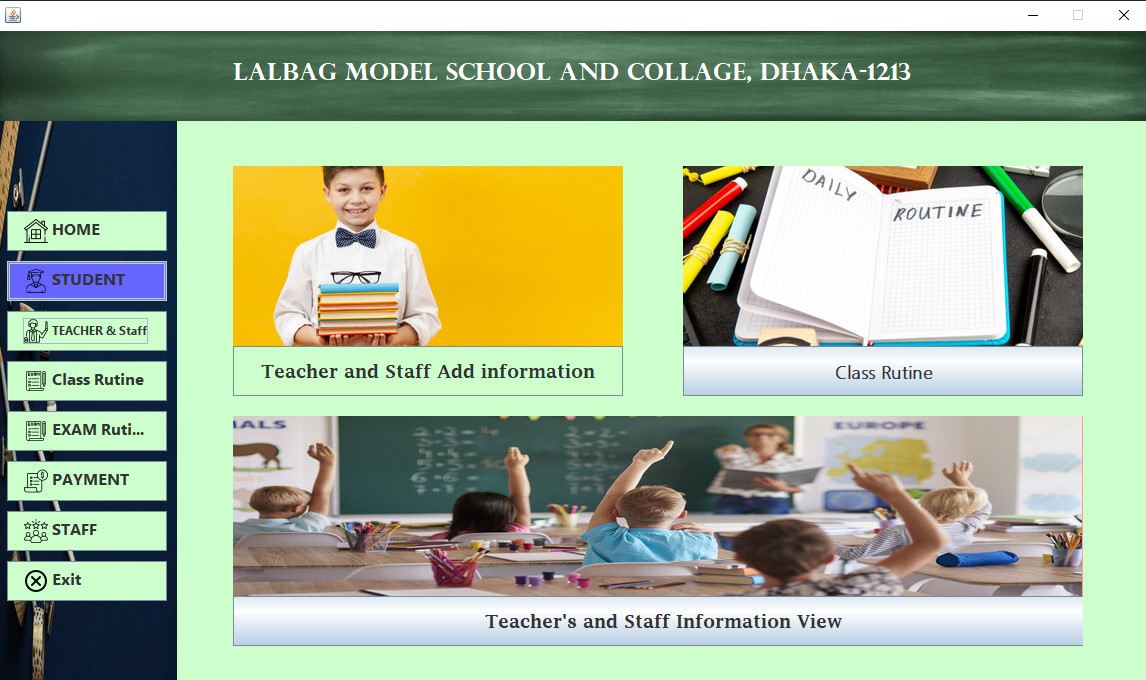 LALBAG MODEL SCHOOL AND COLLAGE, DHAKA-1213
HOME
STUDENT
TEACHER & Staff
Class Rutine
EXAM Ruti...
PAYMENT
STAFF
Exit
DAILY
ROUTINE
Teacher and Staff Add information
Class Rutine
EUROPE
Teacher's and Staff Information View